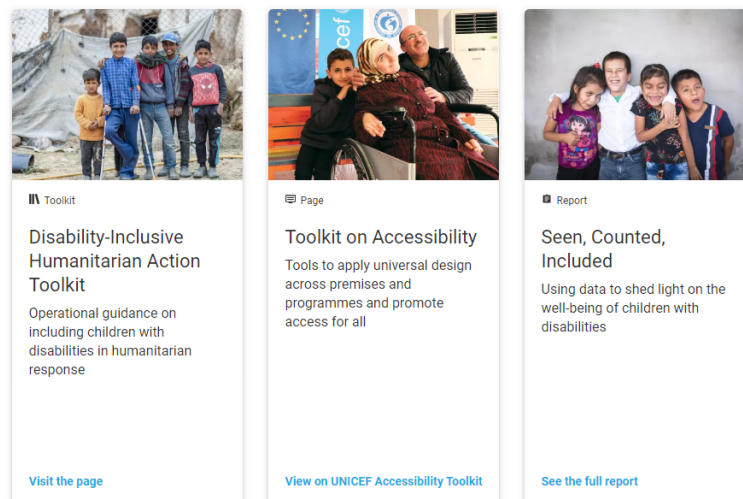 unicef
Toolkit
Disability-Inclusive
Humanitarian Action
Toolkit
Operational guidance on
including children with
disabilities in humanitarian
response
Visit the page
Page
Toolkit on Accessibility
Tools to apply universal design
across premises and
programmes and promote
access for all
View on UNICEF Accessibility Toolkit
Report
Seen, Counted,
Included
Using data to shed light on the
well-being of children with
disabilities
See the full report